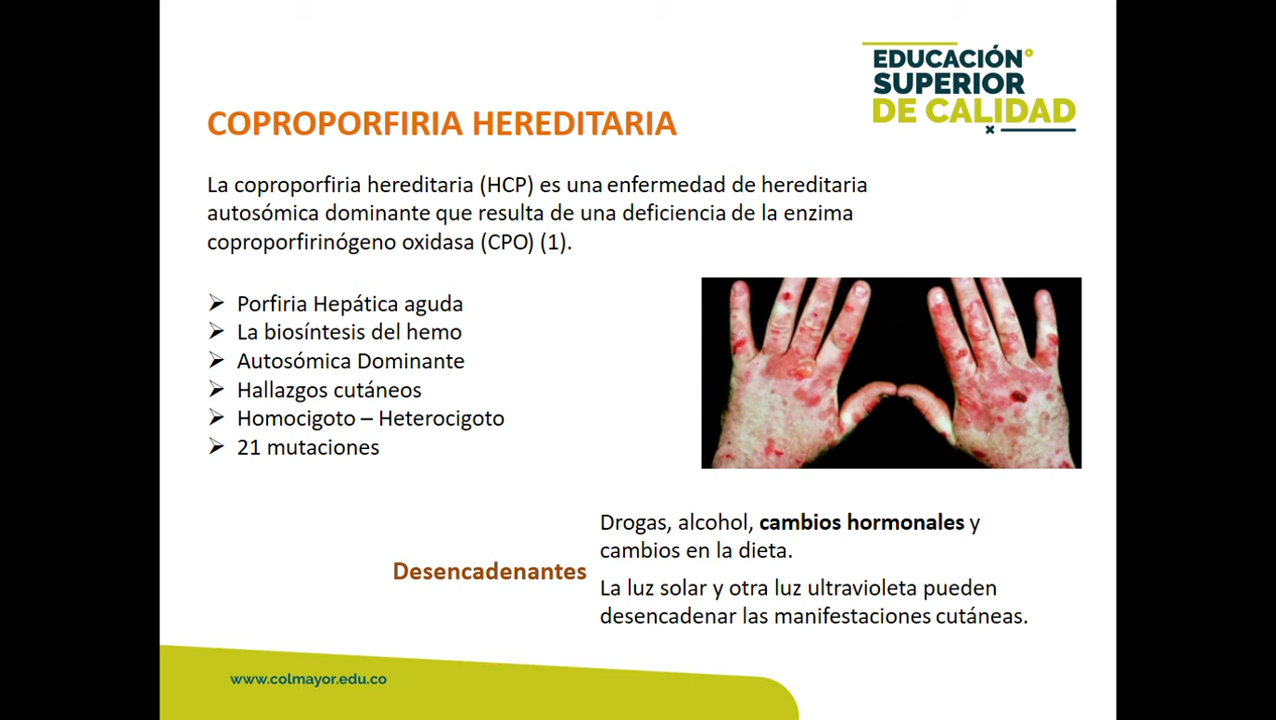 EDUCACIÓN
SUPERIOR
DE CALIDAD
COPROPORFIRIA HEREDITARIA
La coproporfiria hereditaria (HCP) es una enfermedad de hereditaria
autosómica dominante que resulta de una deficiencia de la enzima
coproporfirinógeno oxidasa (CPO) (1).
➢ Porfiria Hepática aguda
➢ La biosíntesis del hemo
➢ Autosómica Dominante
➢ Hallazgos cutáneos
➢ Homocigoto – Heterocigoto
➢ 21 mutaciones
Desencadenantes
Drogas, alcohol, cambios hormonales y
cambios en la dieta.
La luz solar y otra luz ultravioleta pueden
desencadenar las manifestaciones cutáneas.
www.colmayor.edu.co